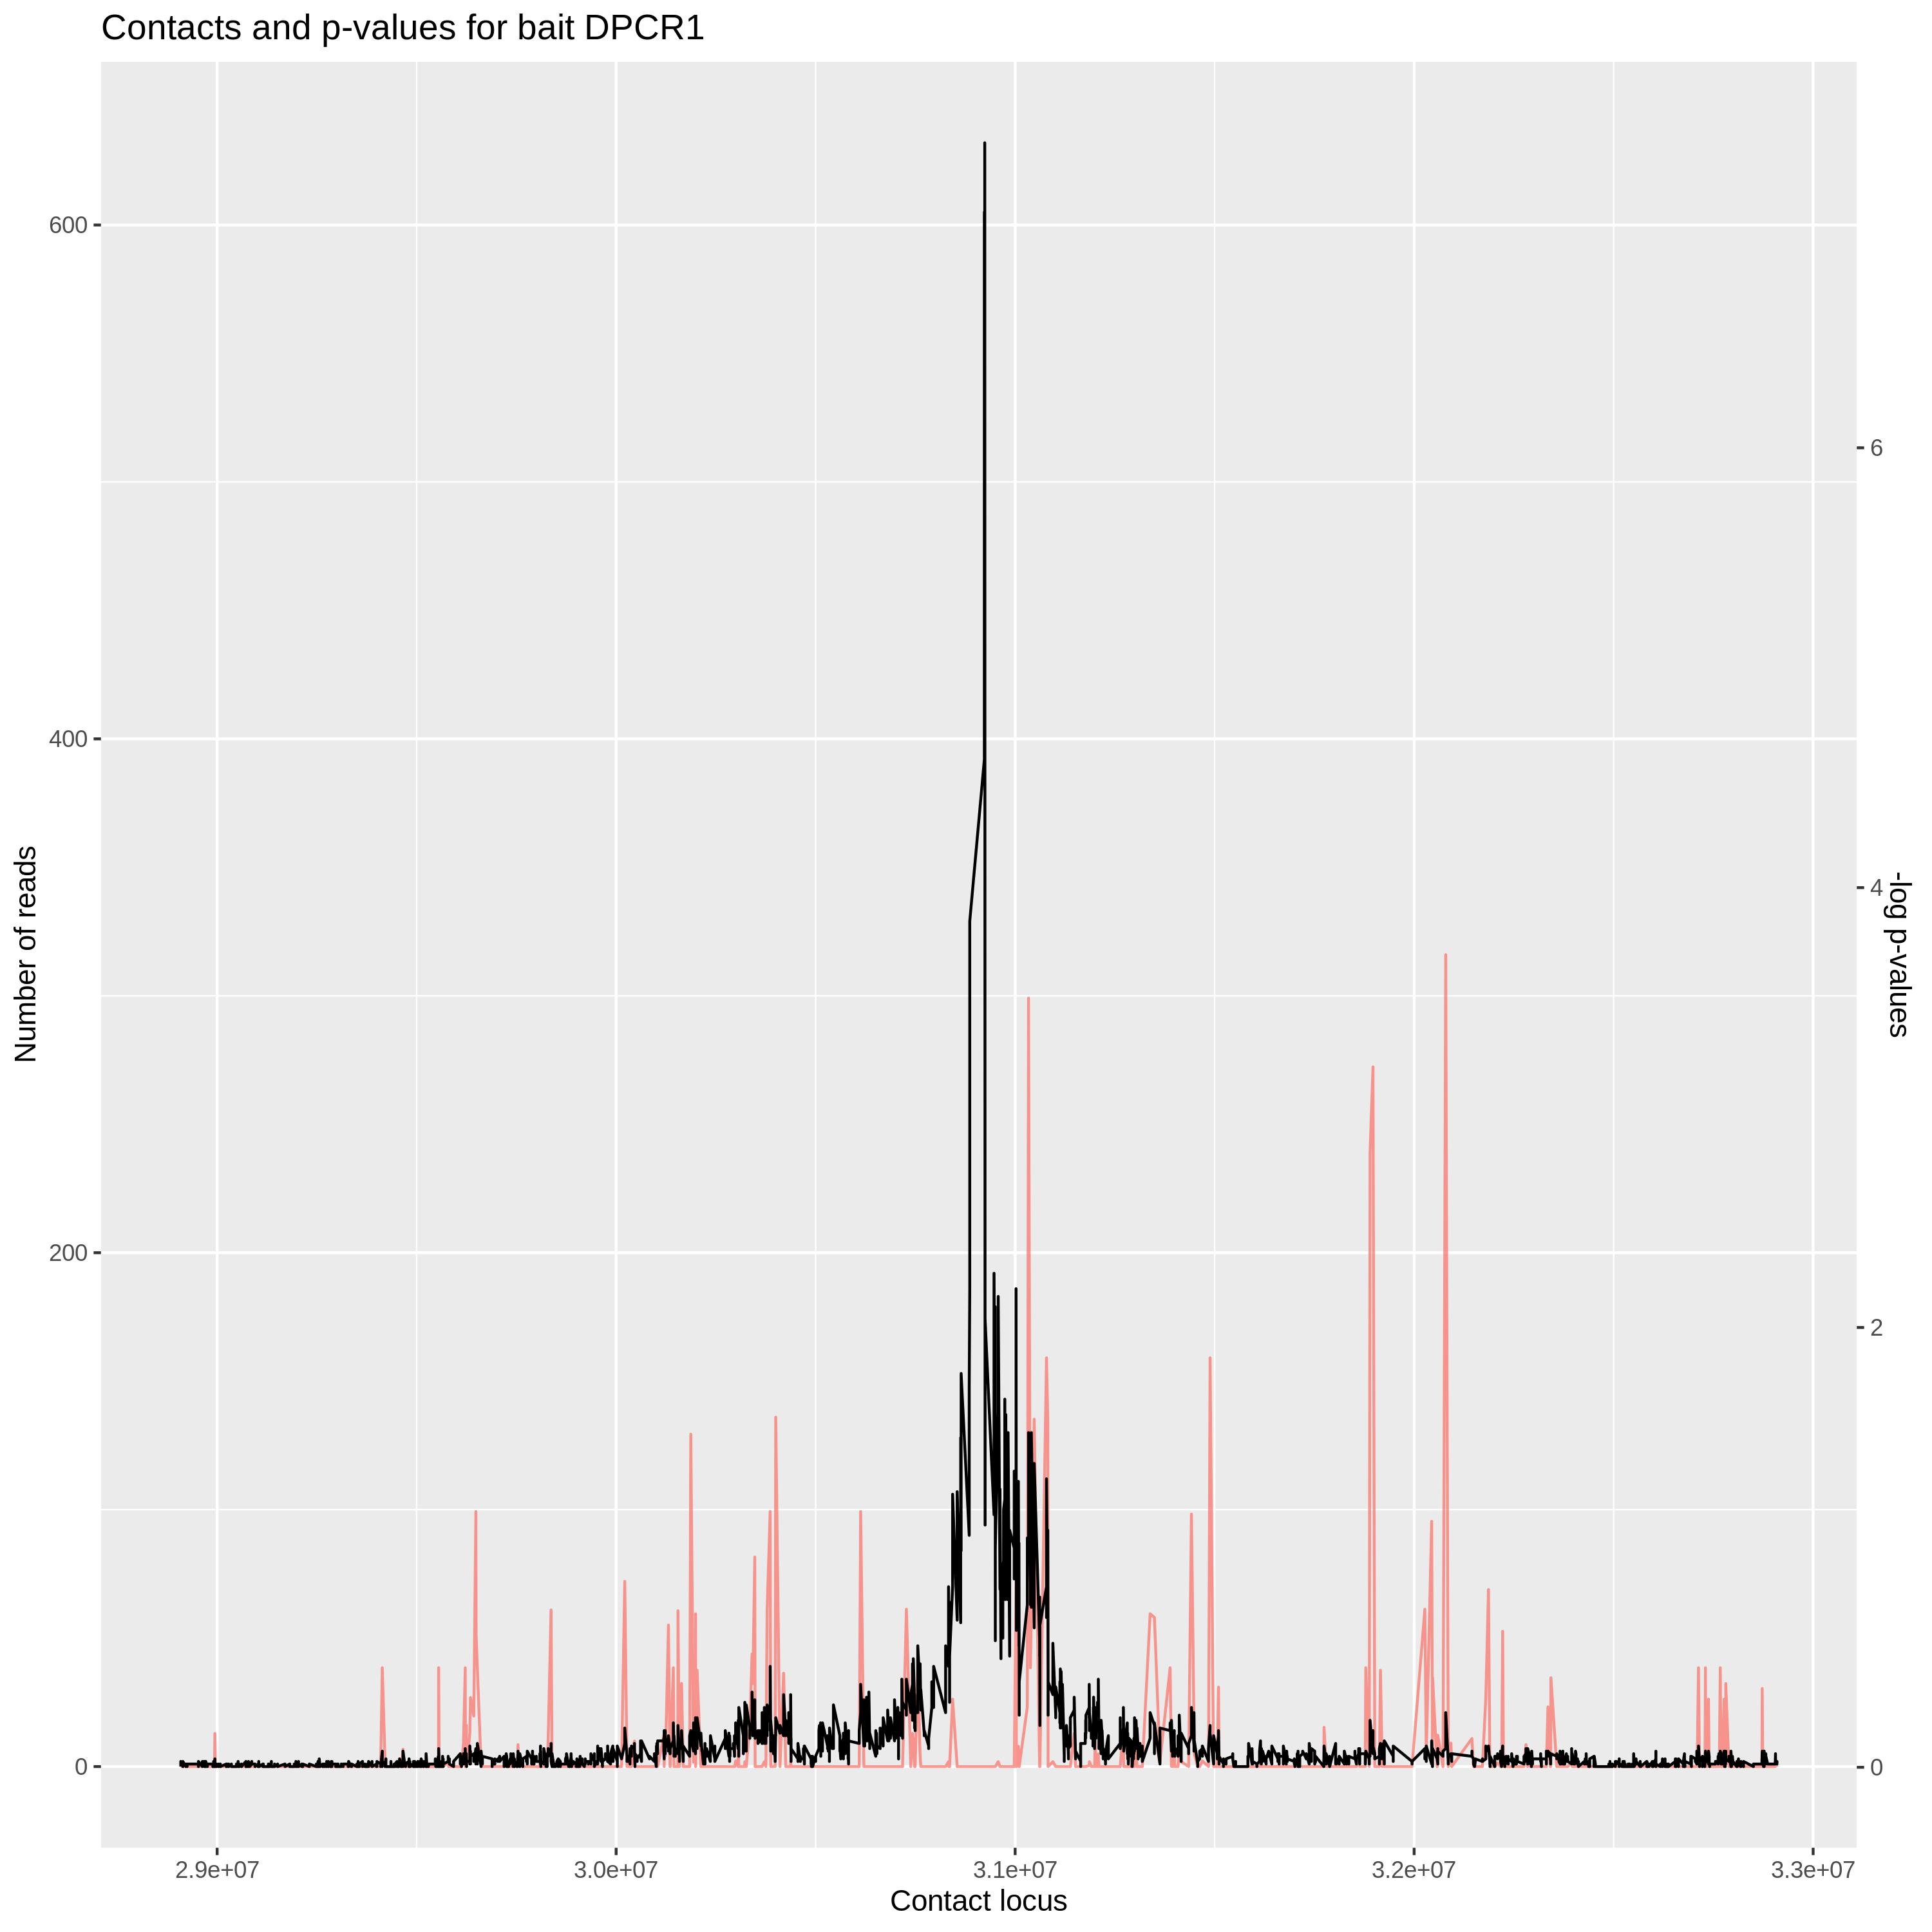 Contacts and p-values for bait DPCR1
600
400
200
0
Number of reads
6
4
2
0
-log p-values
2.9e+07 3.0e+07 3.1e+07 3.2e+07 3.3e+07
Contact locus